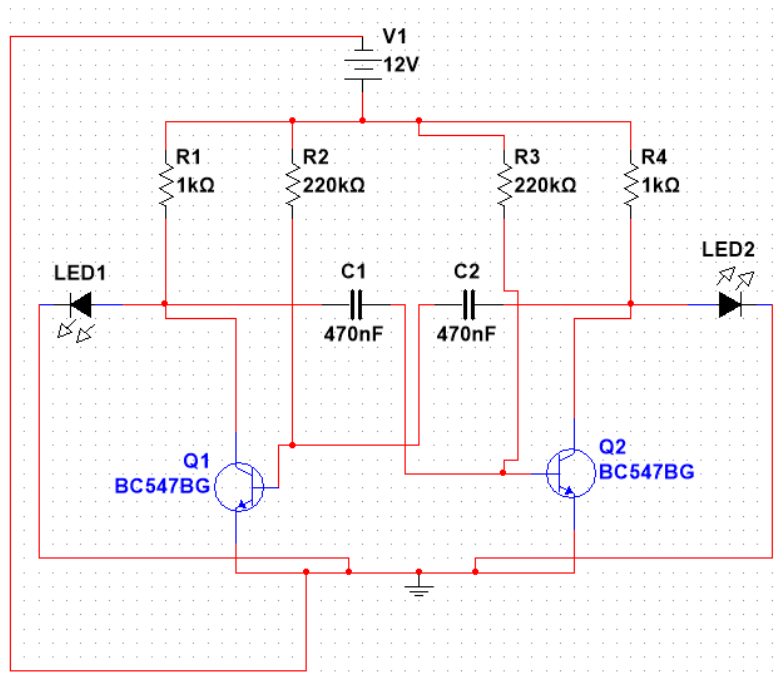 V1
12V
R1
1kΩ
R2
220kΩ
R3
220kΩ
R4
1kΩ
LED1
C1
470nF
C2
470nF
LED2
Q1
BC547BG
Q2
BC547BG